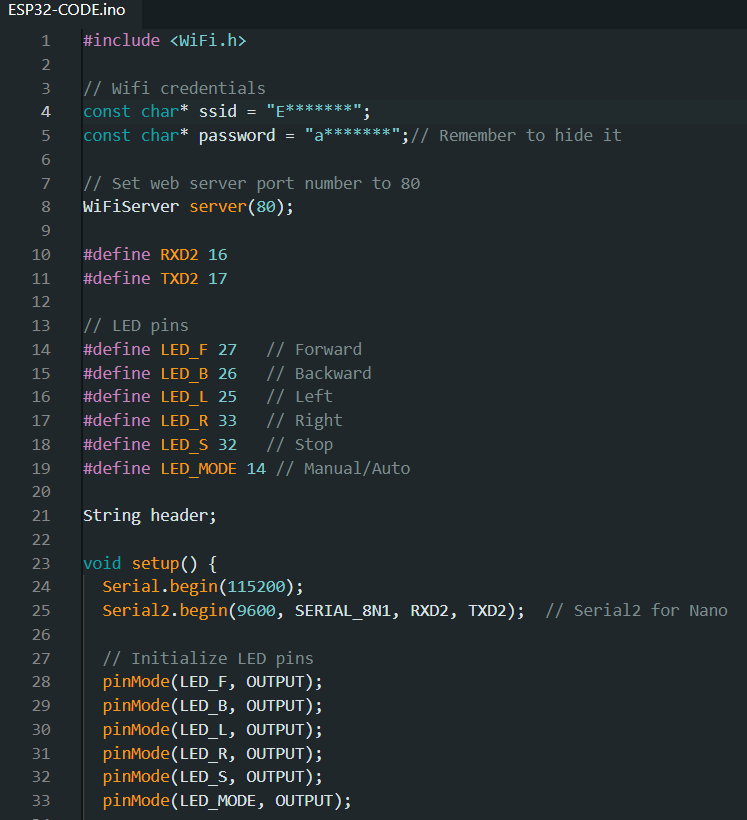 ESP32-CODE.ino
1 #include <WiFi.h>
2
3 // Wifi credentials
4 const char* ssid = "E*******";
5 const char* password = "a*******";// Remember to hide it
6
7 // Set web server port number to 80
8 WiFiServer server(80);
9
10 #define RXD2 16
11 #define TXD2 17
12
13 // LED pins
14 #define LED_F 27   // Forward
15 #define LED_B 26   // Backward
16 #define LED_L 25   // Left
17 #define LED_R 33   // Right
18 #define LED_S 32   // Stop
19 #define LED_MODE 14 // Manual/Auto
20
21 String header;
22
23 void setup() {
24   Serial.begin(115200);
25   Serial2.begin(9600, SERIAL_8N1, RXD2, TXD2);  // Serial2 for Nano
26
27   // Initialize LED pins
28   pinMode(LED_F, OUTPUT);
29   pinMode(LED_B, OUTPUT);
30   pinMode(LED_L, OUTPUT);
31   pinMode(LED_R, OUTPUT);
32   pinMode(LED_S, OUTPUT);
33   pinMode(LED_MODE, OUTPUT);